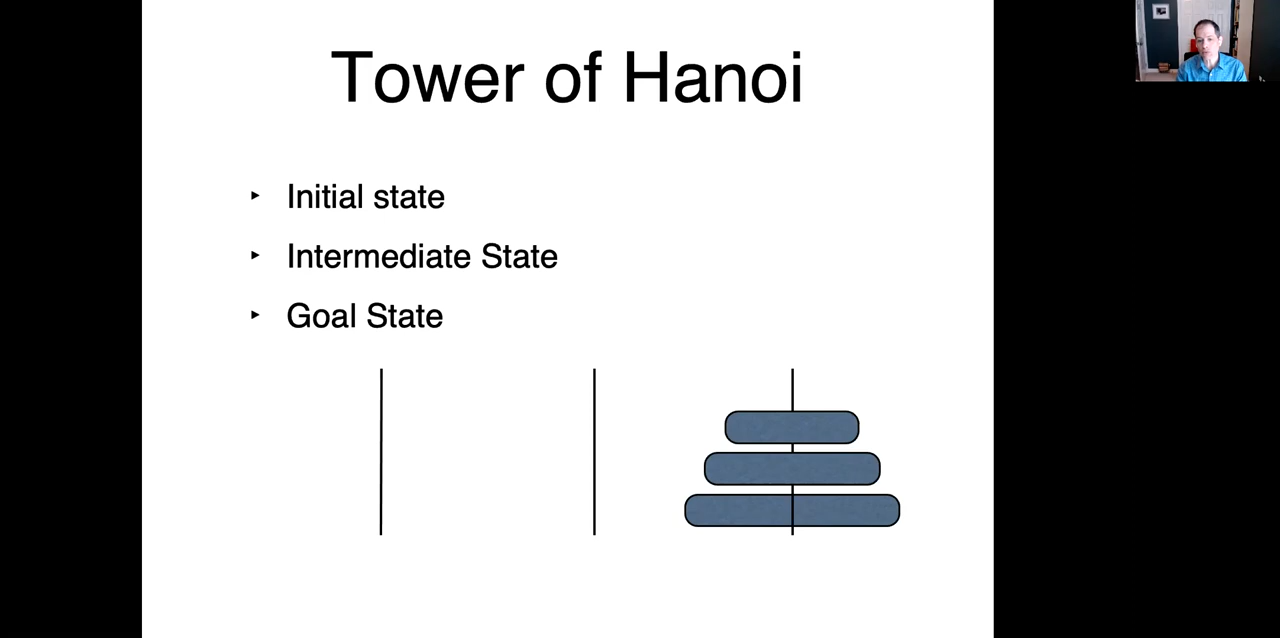 Tower of Hanoi
Initial state
Intermediate State
Goal State